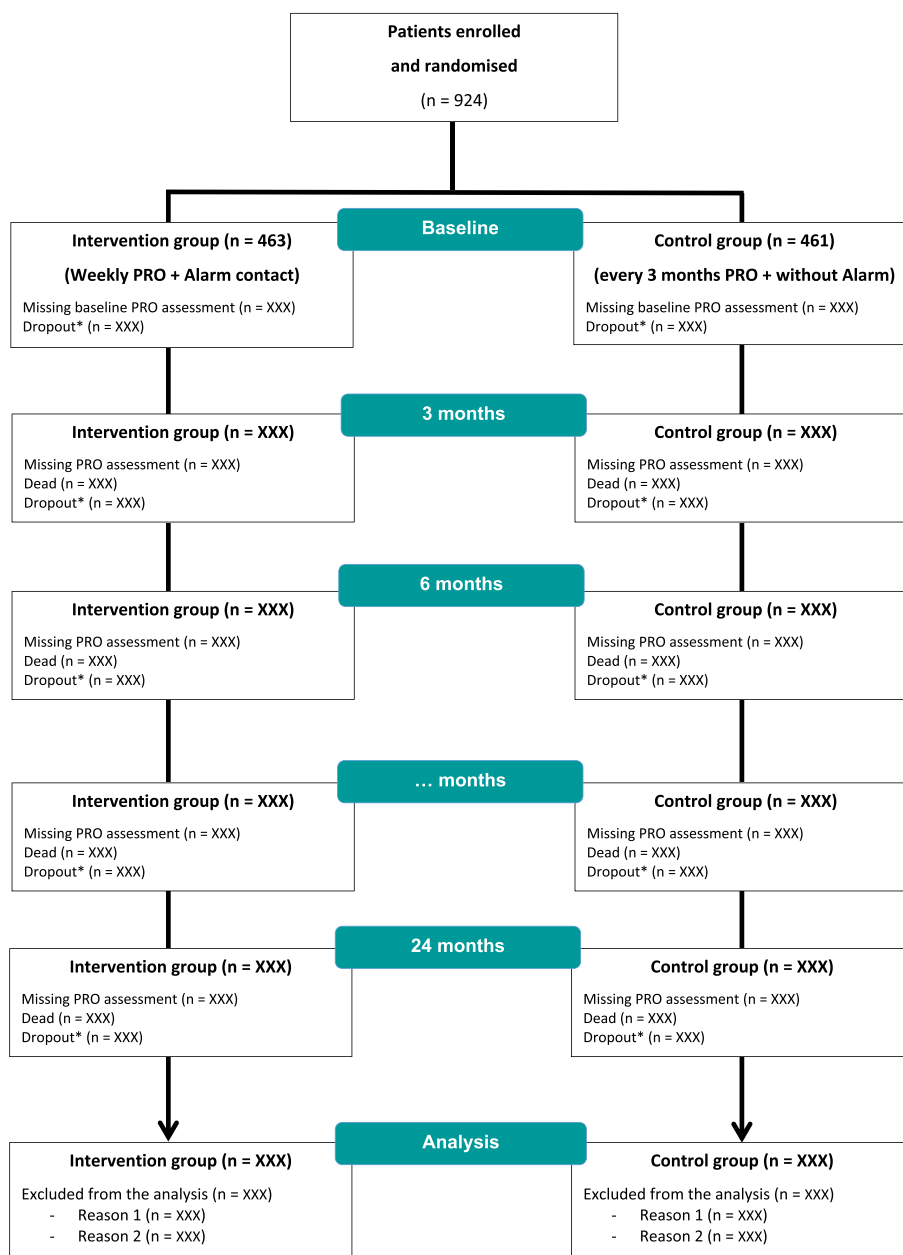 Patients enrolled
and randomised
(n = 924)
Baseline
Intervention group (n = 463)
(Weekly PRO + Alarm contact)
Missing baseline PRO assessment (n = XXX)
Dropout* (n = XXX)
Control group (n = 461)
(every 3 months PRO + without Alarm)
Missing baseline PRO assessment (n = XXX)
Dropout* (n = XXX)
3 months
Intervention group (n = XXX)
Missing PRO assessment (n = XXX)
Dead (n = XXX)
Dropout* (n = XXX)
Control group (n = XXX)
Missing PRO assessment (n = XXX)
Dead (n = XXX)
Dropout* (n = XXX)
6 months
Intervention group (n = XXX)
Missing PRO assessment (n = XXX)
Dead (n = XXX)
Dropout* (n = XXX)
Control group (n = XXX)
Missing PRO assessment (n = XXX)
Dead (n = XXX)
Dropout* (n = XXX)
... months
Intervention group (n = XXX)
Missing PRO assessment (n = XXX)
Dead (n = XXX)
Dropout* (n = XXX)
Control group (n = XXX)
Missing PRO assessment (n = XXX)
Dead (n = XXX)
Dropout* (n = XXX)
24 months
Intervention group (n = XXX)
Missing PRO assessment (n = XXX)
Dead (n = XXX)
Dropout* (n = XXX)
Control group (n = XXX)
Missing PRO assessment (n = XXX)
Dead (n = XXX)
Dropout* (n = XXX)
Analysis
Intervention group (n = XXX)
Excluded from the analysis (n = XXX)
- Reason 1 (n = XXX)
- Reason 2 (n = XXX)
Control group (n = XXX)
Excluded from the analysis (n = XXX)
- Reason 1 (n = XXX)
- Reason 2 (n = XXX)